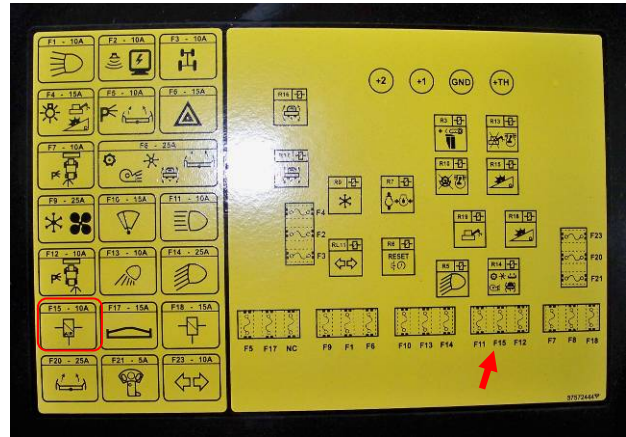 F1 - 10A F2 - 10A F3 - 10A
F4 - 15A F5 - 10A F6 - 15A
F7 - 10A F8 - 25A
F9 - 25A F10 - 15A F11 - 10A
F12 - 10A F13 - 10A F14 - 25A
F15 - 10A F17 - 15A F18 - 15A
F20 - 25A F21 - 5A F23 - 10A
+2 +1 GND +TH
R16
R3 R13
R17
R9 R7 R10 R15
F4
F2
F3
RL11 R8
RESET
R19 R18
R5 R14
F23
F20
F21
F5 F17 NC F9 F1 F6 F10 F13 F14 F11 F15 F12 F7 F8 F18